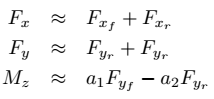 F_x ≈ F_{x_f} + F_{x_r}
F_y ≈ F_{y_r} + F_{y_r}
M_z ≈ a_1 F_{y_f} − a_2 F_{y_r}